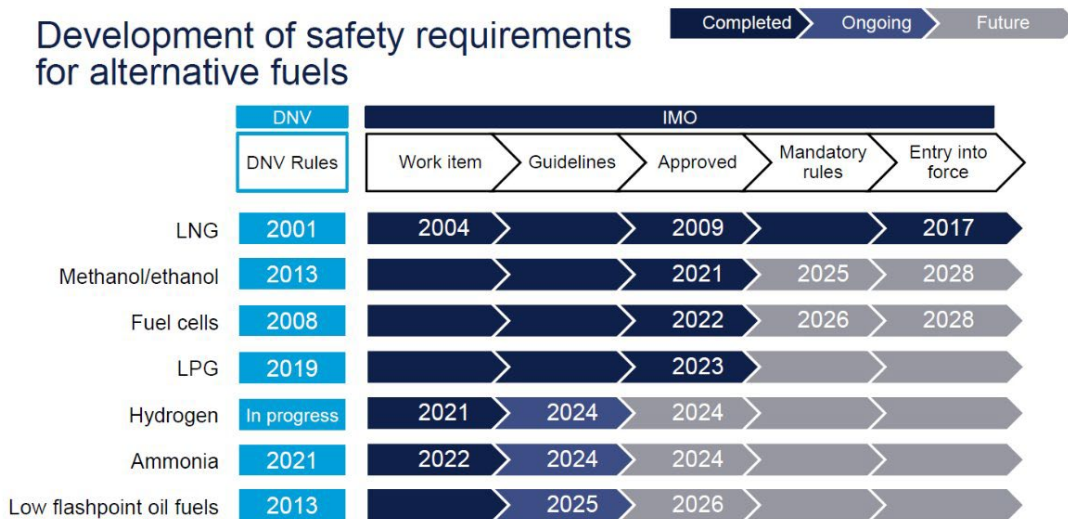 Development of safety requirements
for alternative fuels
Completed Ongoing Future
DNV IMO
DNV Rules Work item Guidelines Approved Mandatory rules Entry into force
LNG 2001 2004 2009 2017
Methanol/ethanol 2013 2021 2025 2028
Fuel cells 2008 2022 2026 2028
LPG 2019 2023
Hydrogen In progress 2021 2024 2024
Ammonia 2021 2022 2024 2024
Low flashpoint oil fuels 2013 2025 2026